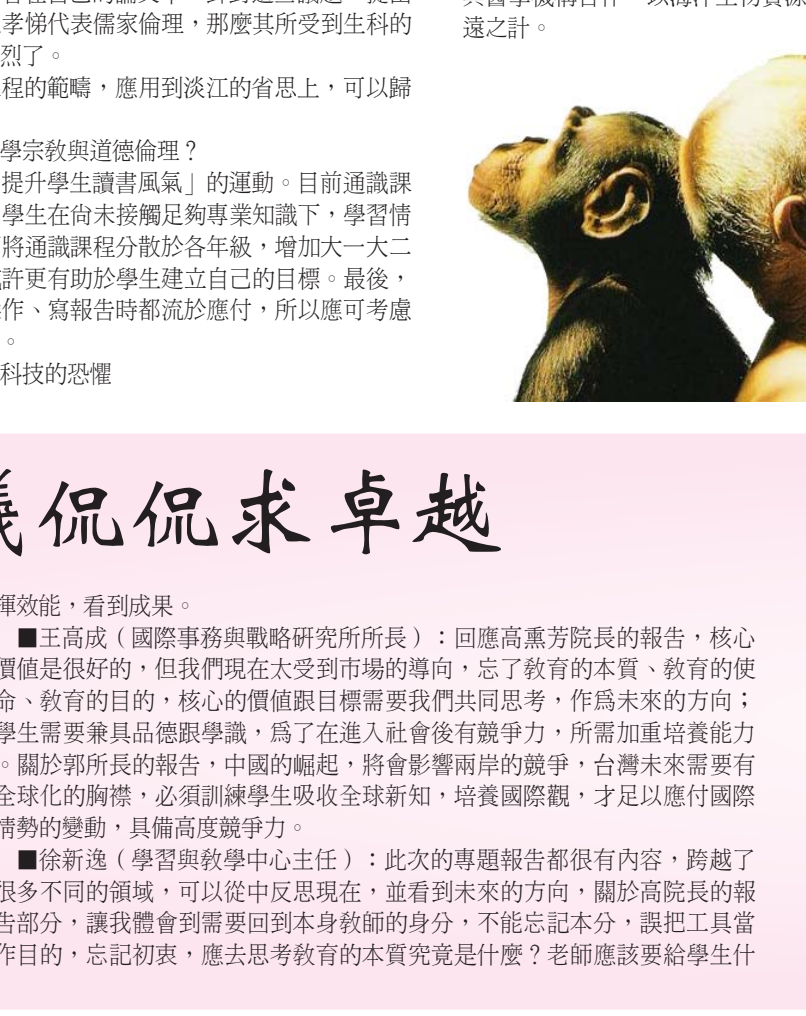 孝悌代表儒家倫理，那麼其所受到生科的
烈了。
程的範疇，應用到淡江的省思上，可以歸
學宗教與道德倫理？
提升學生讀書風氣」的運動。目前通識課
學生在尚未接觸足夠專業知識下，學習情
將通識課程分散於各年級，增加大一大二
許更有助於學生建立自己的目標。最後，
作、寫報告時都流於應付，所以應可考慮
。
科技的恐懼
遠之計。
侃侃求卓越
揮效能，看到成果。
■王高成（國際事務與戰略研究所所長）：回應高熏芳院長的報告，核心
價值是很好的，但我們現在太受到市場的導向，忘了教育的本質、教育的使
命、教育的目的，核心的價值跟目標需要我們共同思考，作為未來的方向；
學生需要兼具品德跟學識，為了在進入社會後有競爭力，所需加重培養能力
。關於郭所長的報告，中國的崛起，將會影響兩岸的競爭，台灣未來需要有
全球化的胸襟，必須訓練學生吸收全球新知，培養國際觀，才足以應付國際
情勢的變動，具備高度競爭力。
■徐新逸（學習與教學中心主任）：此次的專題報告都很有內容，跨越了
很多不同的領域，可以從中反思現在，並看到未來的方向，關於高院長的報
告部分，讓我體會到需要回到本身教師的身分，不能忘記本分，誤把工具當
作目的，忘記初衷，應去思考教育的本質究竟是什麼？老師應該要給學生什